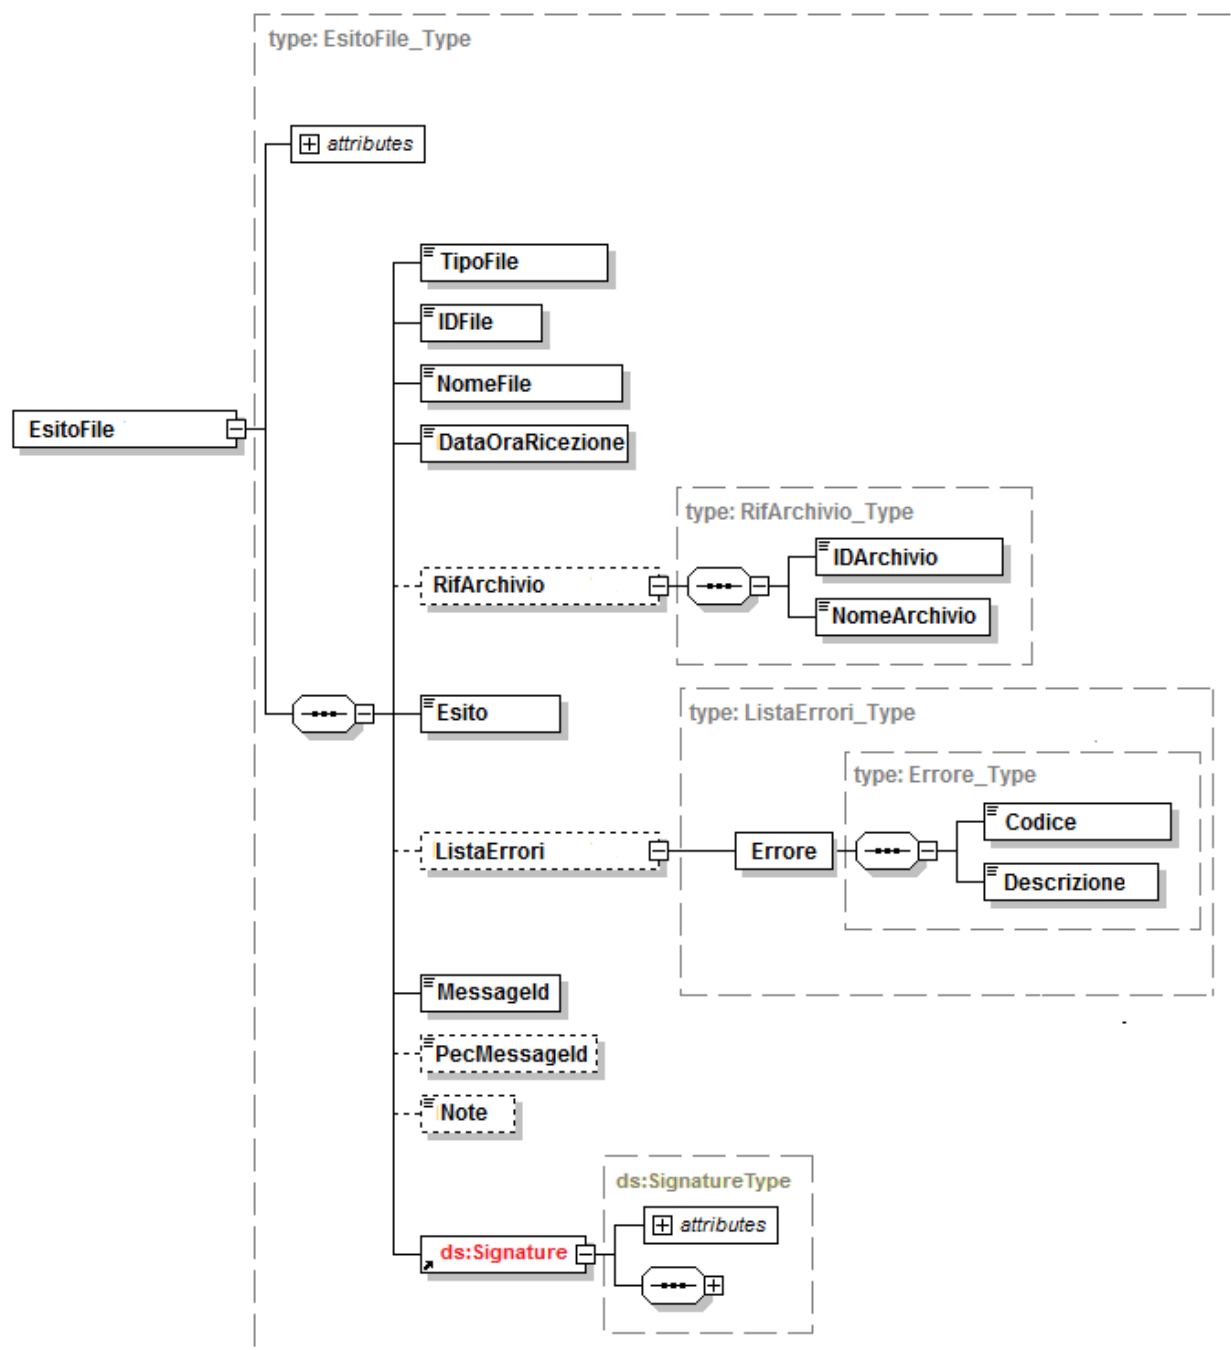 type: EsitoFile_Type
attributes
TipoFile
IDFile
NomeFile
EsitoFile
DataOraRicezione
type: RifArchivio_Type
IDArchivio
RifArchivio
NomeArchivio
Esito
type: ListaErrori_Type
type: Errore_Type
Codice
ListaErrori
Errore
Descrizione
MessageId
PecMessageId
Note
ds:SignatureType
attributes
ds:Signature